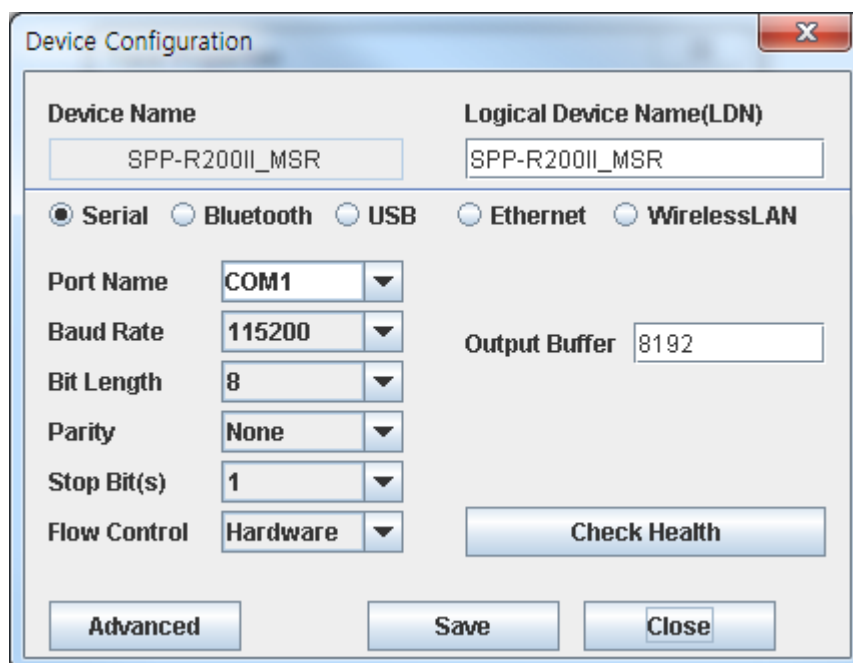 Device Configuration
Device Name
Logical Device Name(LDN)
SPP-R200II_MSR
SPP-R200II_MSR
Serial Bluetooth USB Ethernet WirelessLAN
Port Name COM1
Baud Rate 115200
Output Buffer 8192
Bit Length 8
Parity None
Stop Bit(s) 1
Flow Control Hardware
Check Health
Advanced Save Close